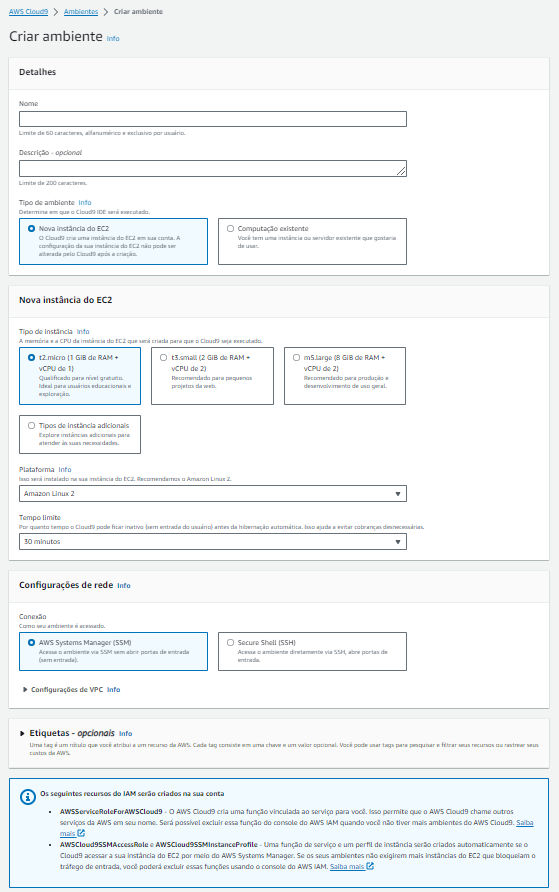 AWS Cloud9 > Ambientes > Criar ambiente
Criar ambiente Info
Detalhes
Nome
Limite de 60 caracteres, alfanumérico e exclusivo por usuário.
Descrição - opcional
Limite de 200 caracteres.
Tipo de ambiente Info
Determina em que o Cloud9 IDE será executado.
Nova instância do EC2
O Cloud9 cria uma instância do EC2 em sua conta. A
configuração da sua instância do EC2 não pode ser
alterada pelo Cloud9 após a criação.
Computação existente
Você tem uma instância ou servidor existente que gostaria
de usar.
Nova instância do EC2
Tipo de instância Info
A memória e a CPU da instância do EC2 que será criada para que o Cloud9 seja executado.
t2.micro (1 GiB de RAM +
vCPU de 1)
Qualificado para nível gratuito.
Ideal para usuários educacionais e
exploração.
t3.small (2 GiB de RAM +
vCPU de 2)
Recomendado para pequenos
projetos da web.
m5.large (8 GiB de RAM +
vCPU de 2)
Recomendado para produção e
desenvolvimento de uso geral.
Tipos de instância adicionais
Explore instâncias adicionais para
atender às suas necessidades.
Plataforma Info
Isso será instalado na sua instância do EC2. Recomendamos o Amazon Linux 2.
Amazon Linux 2
Tempo limite
Por quanto tempo o Cloud9 pode ficar inativo (sem entrada do usuário) antes da hibernação automática. Isso ajuda a evitar cobranças desnecessárias.
30 minutos
Configurações de rede Info
Conexão
Como seu ambiente é acessado.
AWS Systems Manager (SSM)
Acessa o ambiente via SSM sem abrir portas de entrada
(sem entrada).
Secure Shell (SSH)
Acessa o ambiente diretamente via SSH, abre portas de
entrada.
Configurações de VPC Info
Etiquetas - opcionais Info
Uma tag é um rótulo que você atribui a um recurso da AWS. Cada tag consiste em uma chave e um valor opcional. Você pode usar tags para pesquisar e filtrar seus recursos ou rastrear seus
custos da AWS.
Os seguintes recursos do IAM serão criados na sua conta
• AWSServiceRoleForAWSCloud9 - O AWS Cloud9 cria uma função vinculada ao serviço para você. Isso permite que o AWS Cloud9 chame outros
serviços da AWS em seu nome. Será possível excluir essa função do console do AWS IAM quando você não tiver mais ambientes do AWS Cloud9. Saiba
mais
• AWSCloud9SSMAccessRole e AWSCloud9SSMInstanceProfile - Uma função de serviço e um perfil de instância serão criados automaticamente se o
Cloud9 acessar a sua instância do EC2 por meio do AWS Systems Manager. Se os seus ambientes não exigirem mais instâncias do EC2 que bloqueiam o
tráfego de entrada, você poderá excluir essas funções usando o console do AWS IAM. Saiba mais